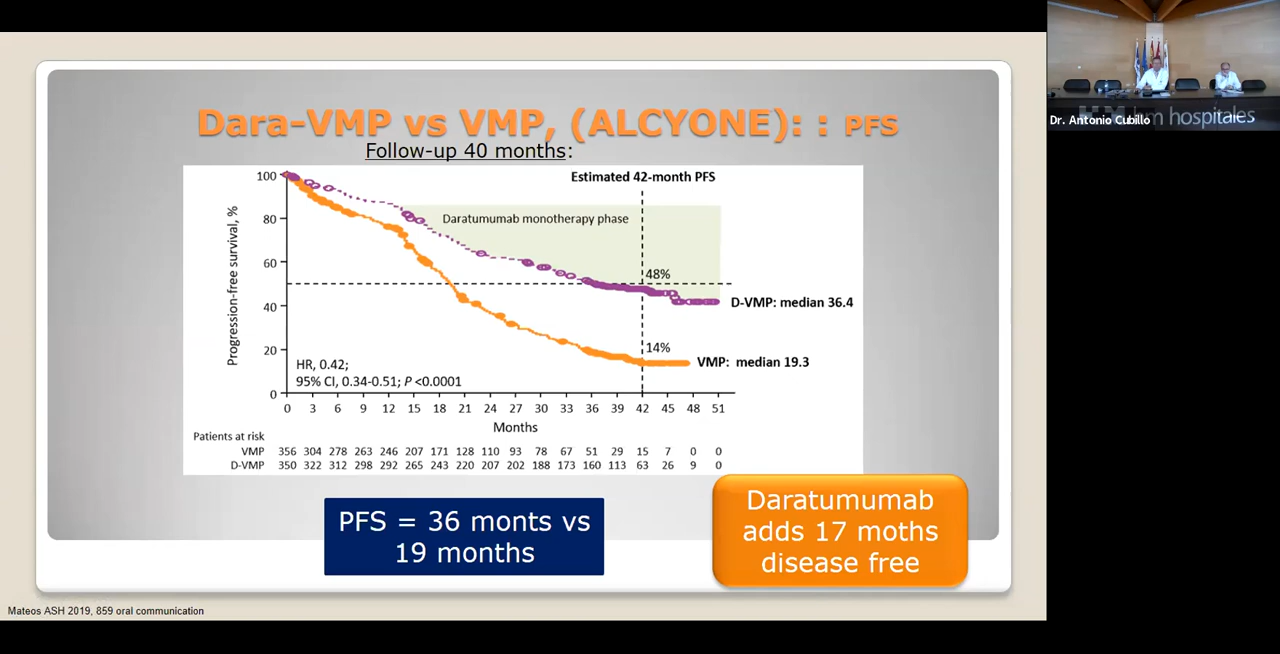 Dara-VMP vs VMP, (ALCYONE): : PFS
Follow-up 40 months:
Estimated 42-month PFS
Daratumumab monotherapy phase
Progression-free survival, %
100
80
60
40
20
0
48%
D-VMP: median 36.4
14%
VMP: median 19.3
HR, 0.42;
95% CI, 0.34-0.51; P <0.0001
0 3 6 9 12 15 18 21 24 27 30 33 36 39 42 45 48 51
Months
Patients at risk
VMP 356 304 278 263 246 207 171 128 110 93 78 67 51 29 15 7 0 0
D-VMP 350 322 312 298 292 265 243 220 207 202 188 173 160 113 63 26 9 0
PFS = 36 monts vs
19 months
Daratumumab
adds 17 moths
disease free
Mateos ASH 2019, 859 oral communication
hm hospitales
Dr. Antonio Cubillo